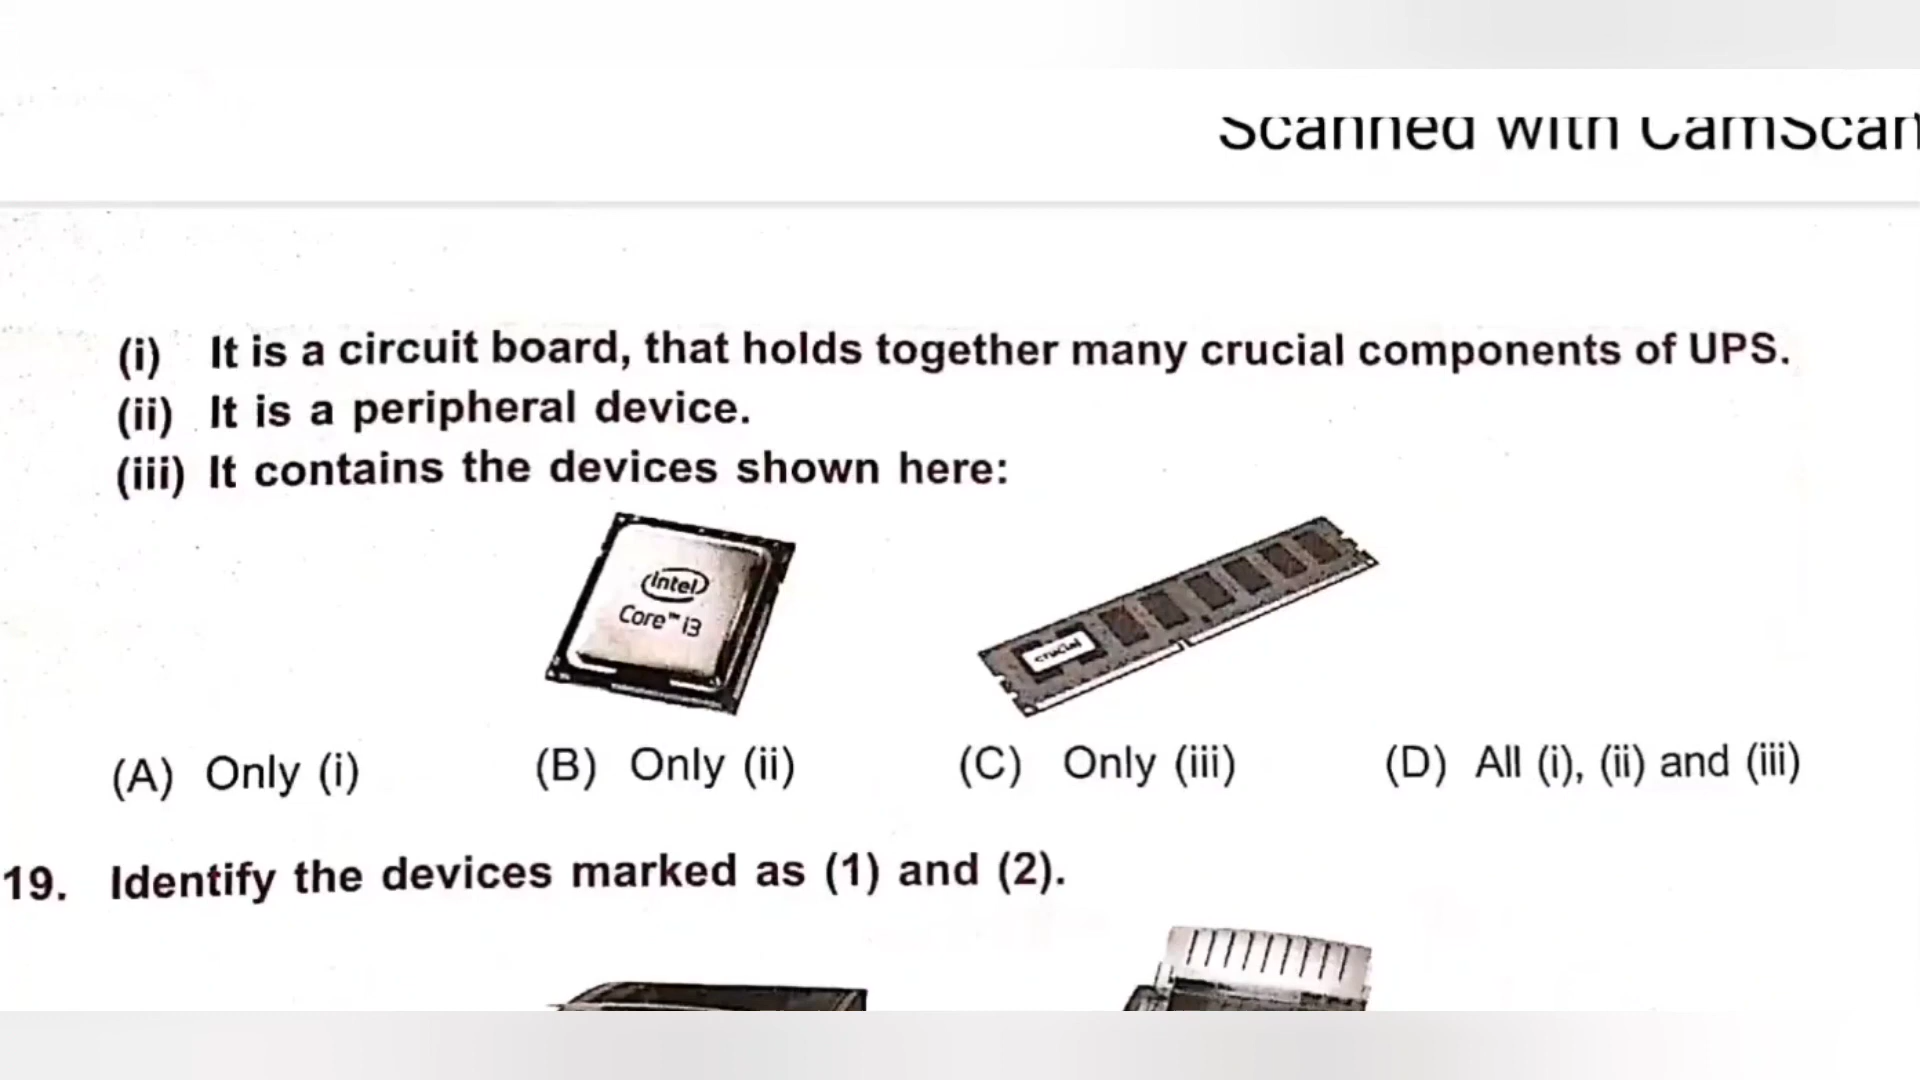 Scanned with CamScan
(i) It is a circuit board, that holds together many crucial components of UPS.
(ii) It is a peripheral device.
(iii) It contains the devices shown here:
(intel)
Core™ i3
crucial
(A) Only (i) (B) Only (ii) (C) Only (iii) (D) All (i), (ii) and (iii)
19. Identify the devices marked as (1) and (2).